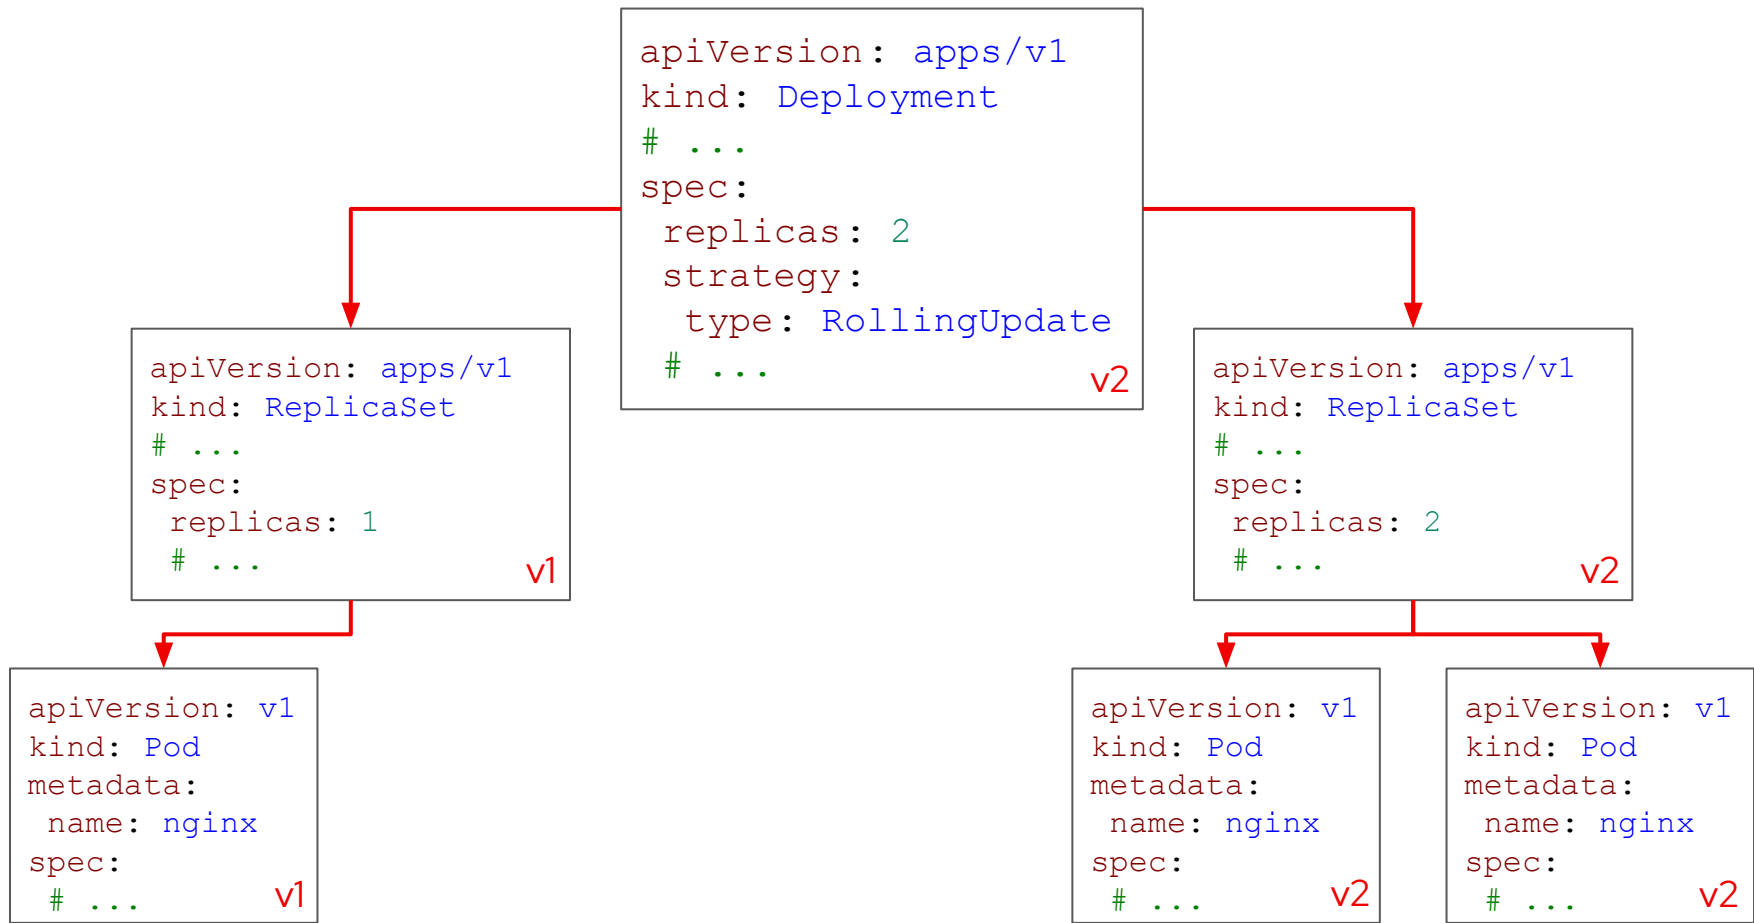 apiVersion: apps/v1
kind: Deployment
# ...
spec:
 replicas: 2
 strategy:
  type: RollingUpdate
 # ...
v2
apiVersion: apps/v1
kind: ReplicaSet
# ...
spec:
 replicas: 1
 # ...
v1
apiVersion: apps/v1
kind: ReplicaSet
# ...
spec:
 replicas: 2
 # ...
v2
apiVersion: v1
kind: Pod
metadata:
 name: nginx
spec:
 # ...
v1
apiVersion: v1
kind: Pod
metadata:
 name: nginx
spec:
 # ...
v2
apiVersion: v1
kind: Pod
metadata:
 name: nginx
spec:
 # ...
v2